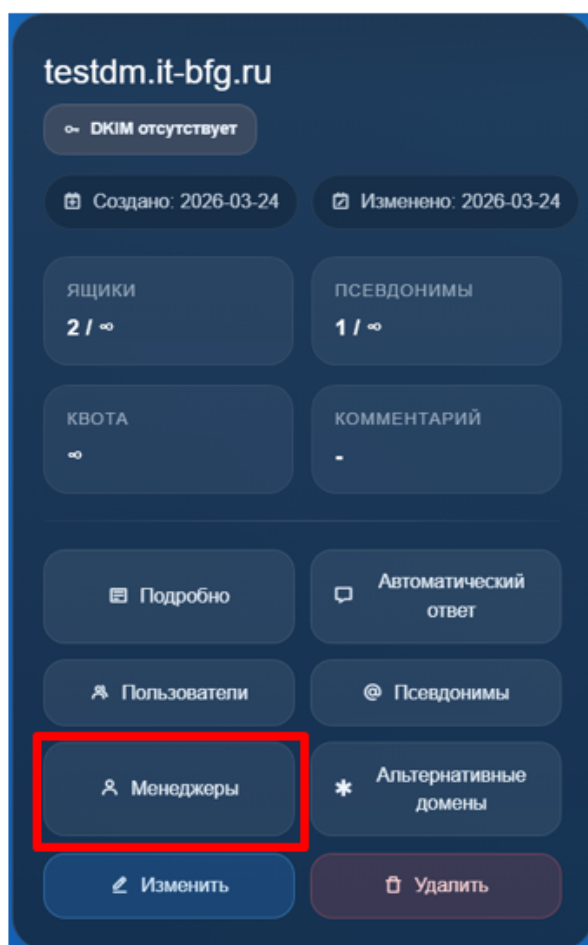 testdm.it-bfg.ru
DKIM отсутствует
Создано: 2026-03-24
Изменено: 2026-03-24
ЯЩИКИ
2 / ∞
ПСЕВДОНИМЫ
1 / ∞
КВОТА
∞
КОММЕНТАРИЙ
-
Подробно
Автоматический
ответ
Пользователи
Псевдонимы
Менеджеры
Альтернативные
домены
Изменить
Удалить